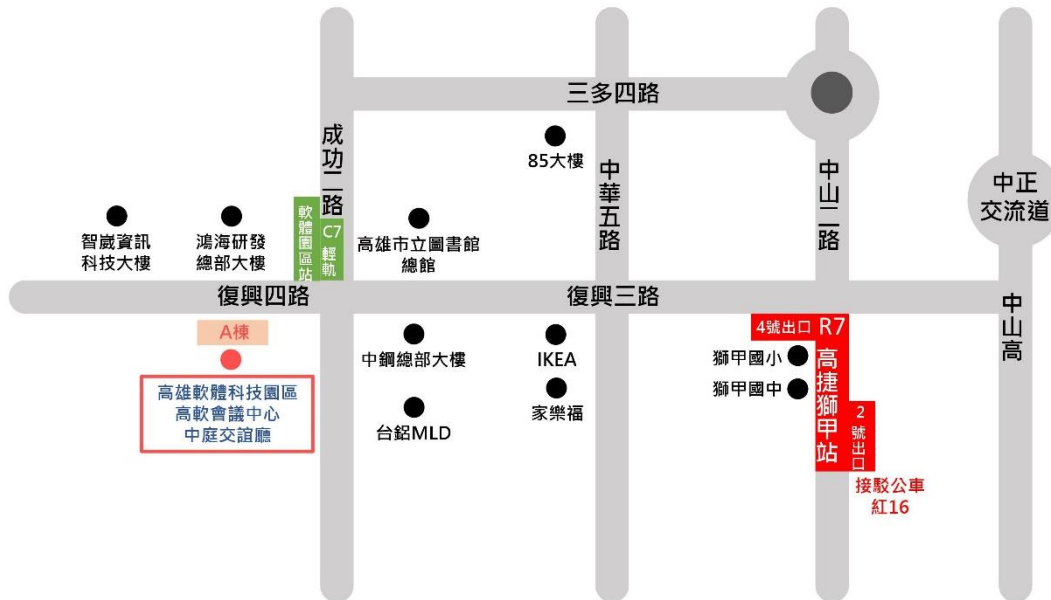 三多四路
成功二路
85大樓
中華五路
中山二路
中正
交流道
智崴資訊
科技大樓
鴻海研發
總部大樓
軟體園區站
C7
輕軌
高雄市立圖書館
總館
復興四路
復興三路
中山高
A棟
高雄軟體科技園區
高軟會議中心
中庭交誼廳
中鋼總部大樓
台鋁MLD
IKEA
家樂福
4號出口
R7
高捷獅甲站
獅甲國小
獅甲國中
2號出口
接駁公車
紅16